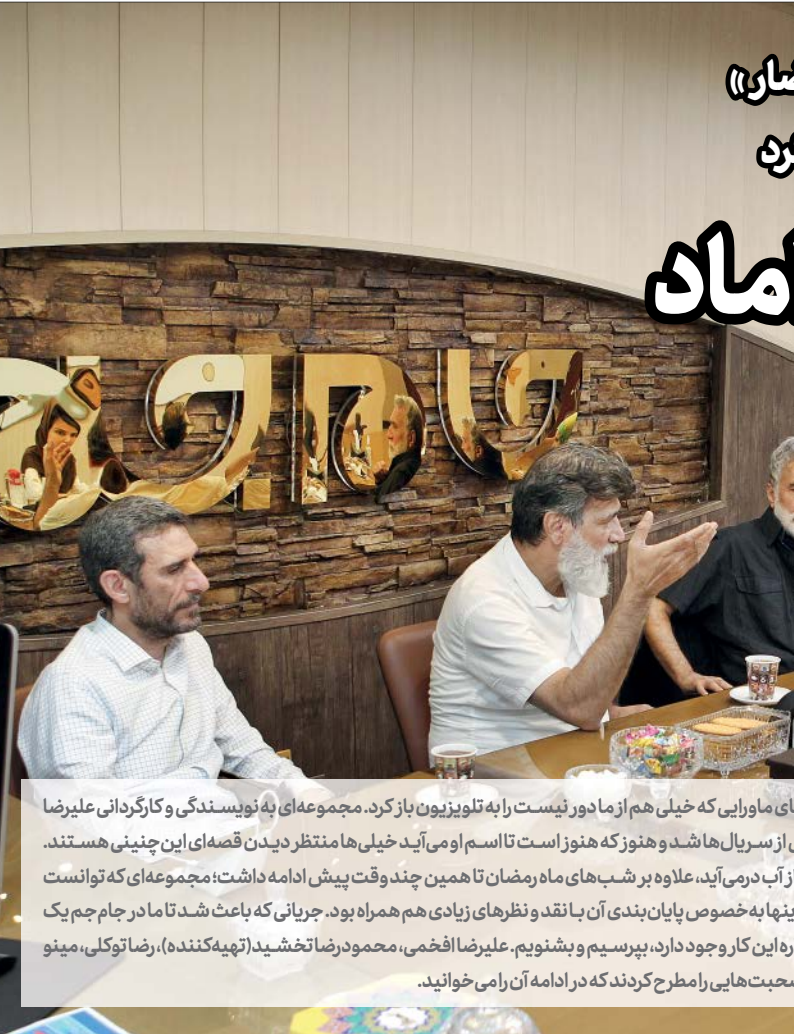 ضار»
کرد
ماد
جام‌ج
ای ماورایی که خیلی هم از ما دور نیست را به تلویزیون باز کرد. مجموعه‌ای به نویسندگی و کارگردانی علیرضا
از سریال‌ها شد و هنوز که هنوز است تا اسم او می‌آید خیلی‌ها منتظر دیدن قصه‌ای این چنینی هستند.
از آب درمی‌آید، علاوه بر شب‌های ماه رمضان تا همین چند وقت پیش ادامه داشت؛ مجموعه‌ای که توانست
ینها به‌خصوص پایان‌بندی آن با نقد و نظرهای زیادی هم همراه بود. جریانی که باعث شد تا ما در جام جم یک
ره این کار وجود دارد، بپرسیم و بشنویم. علیرضا افخمی، محمودرضا تخشید(تهیه‌کننده)، رضا توکلی، مینو
صحبت‌هایی را مطرح کردند که در ادامه آن را می‌خوانید.